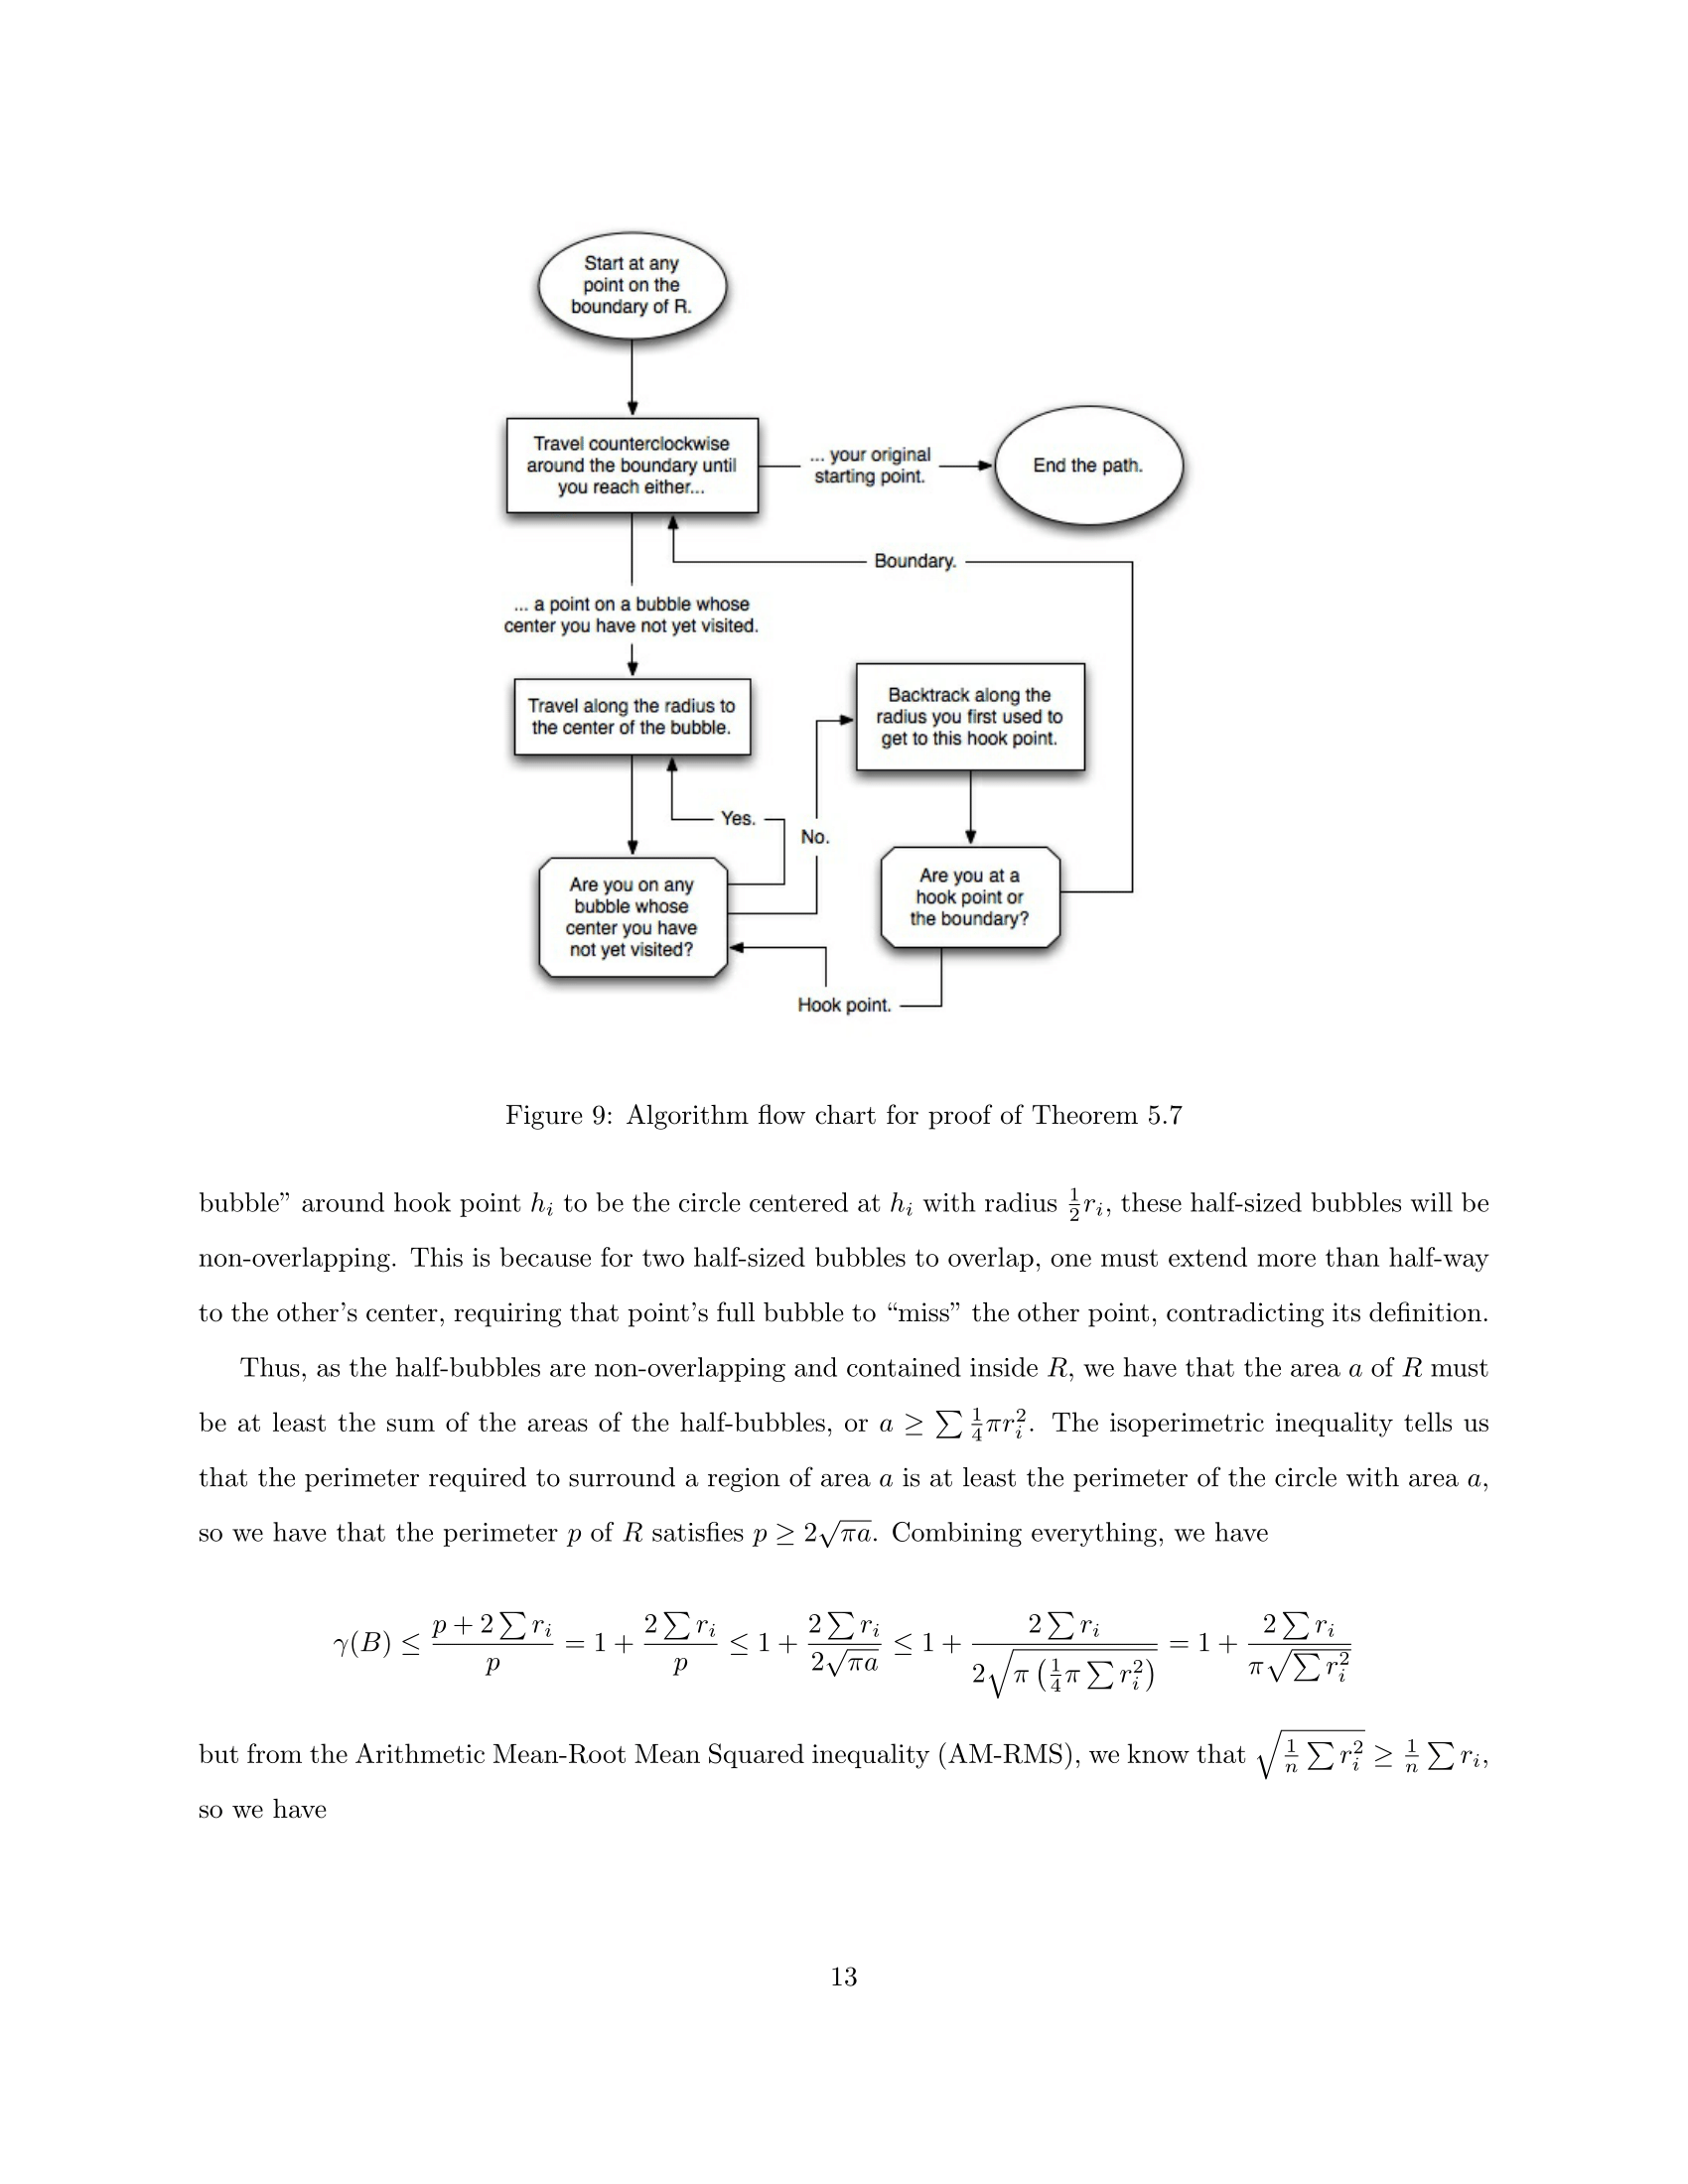 Start at any
point on the
boundary of R.
Travel counterclockwise
around the boundary until
you reach either...
... your original
starting point.
End the path.
Boundary.
... a point on a bubble whose
center you have not yet visited.
Travel along the radius to
the center of the bubble.
Backtrack along the
radius you first used to
get to this hook point.
Yes.
No.
Are you on any
bubble whose
center you have
not yet visited?
Are you at a
hook point or
the boundary?
Hook point.
Figure 9: Algorithm flow chart for proof of Theorem 5.7
bubble” around hook point $h_i$ to be the circle centered at $h_i$ with radius $\frac{1}{2}r_i$, these half-sized bubbles will be
non-overlapping. This is because for two half-sized bubbles to overlap, one must extend more than half-way
to the other’s center, requiring that point’s full bubble to “miss” the other point, contradicting its definition.
Thus, as the half-bubbles are non-overlapping and contained inside $R$, we have that the area $a$ of $R$ must
be at least the sum of the areas of the half-bubbles, or $a \geq \sum \frac{1}{4}\pi r_i^2$. The isoperimetric inequality tells us
that the perimeter required to surround a region of area $a$ is at least the perimeter of the circle with area $a$,
so we have that the perimeter $p$ of $R$ satisfies $p \geq 2\sqrt{\pi a}$. Combining everything, we have
$\gamma(B) \leq \frac{p + 2\sum r_i}{p} = 1 + \frac{2\sum r_i}{p} \leq 1 + \frac{2\sum r_i}{2\sqrt{\pi a}} \leq 1 + \frac{2\sum r_i}{2\sqrt{\pi\left(\frac{1}{4}\pi\sum r_i^2\right)}} = 1 + \frac{2\sum r_i}{\pi\sqrt{\sum r_i^2}}$
but from the Arithmetic Mean-Root Mean Squared inequality (AM-RMS), we know that $\sqrt{\frac{1}{n}\sum r_i^2} \geq \frac{1}{n}\sum r_i$,
so we have
13